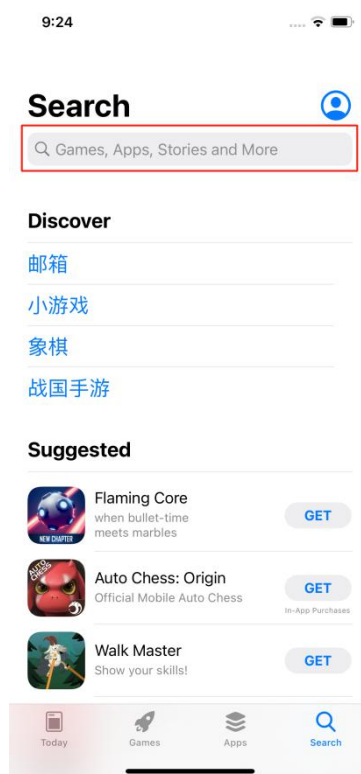 9:24
Search
Games, Apps, Stories and More
Discover
邮箱
小游戏
象棋
战国手游
Suggested
NEW CHAPTER
Flaming Core
when bullet-time
meets marbles
GET
AUTO
CHESS
Auto Chess: Origin
Official Mobile Auto Chess
GET
In-App Purchases
Walk Master
Show your skills!
GET
Today
Games
Apps
Search